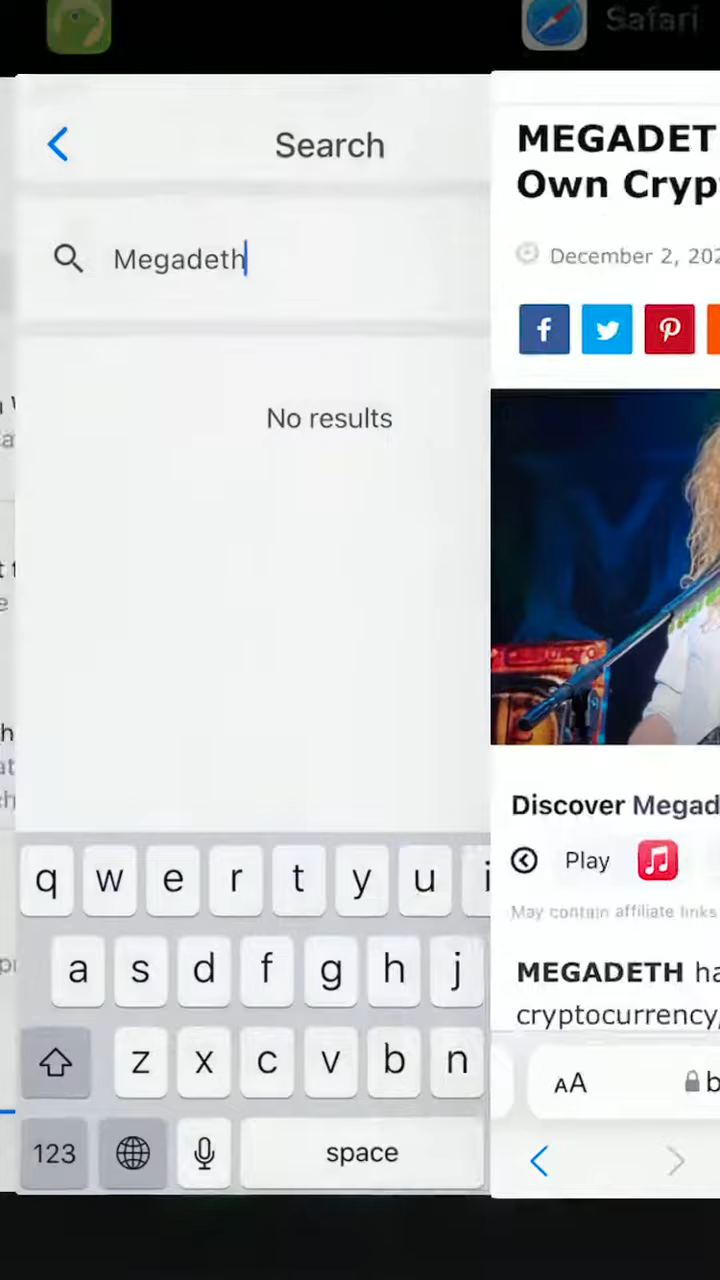 Safari
Search
Megadeth
No results
q w e r t y u i
a s d f g h j
z x c v b n
123
space
MEGADET
Own Cryp
December 2, 202
f
Discover Megad
Play
May contain affiliate links
MEGADETH ha
cryptocurrency,
AA
b